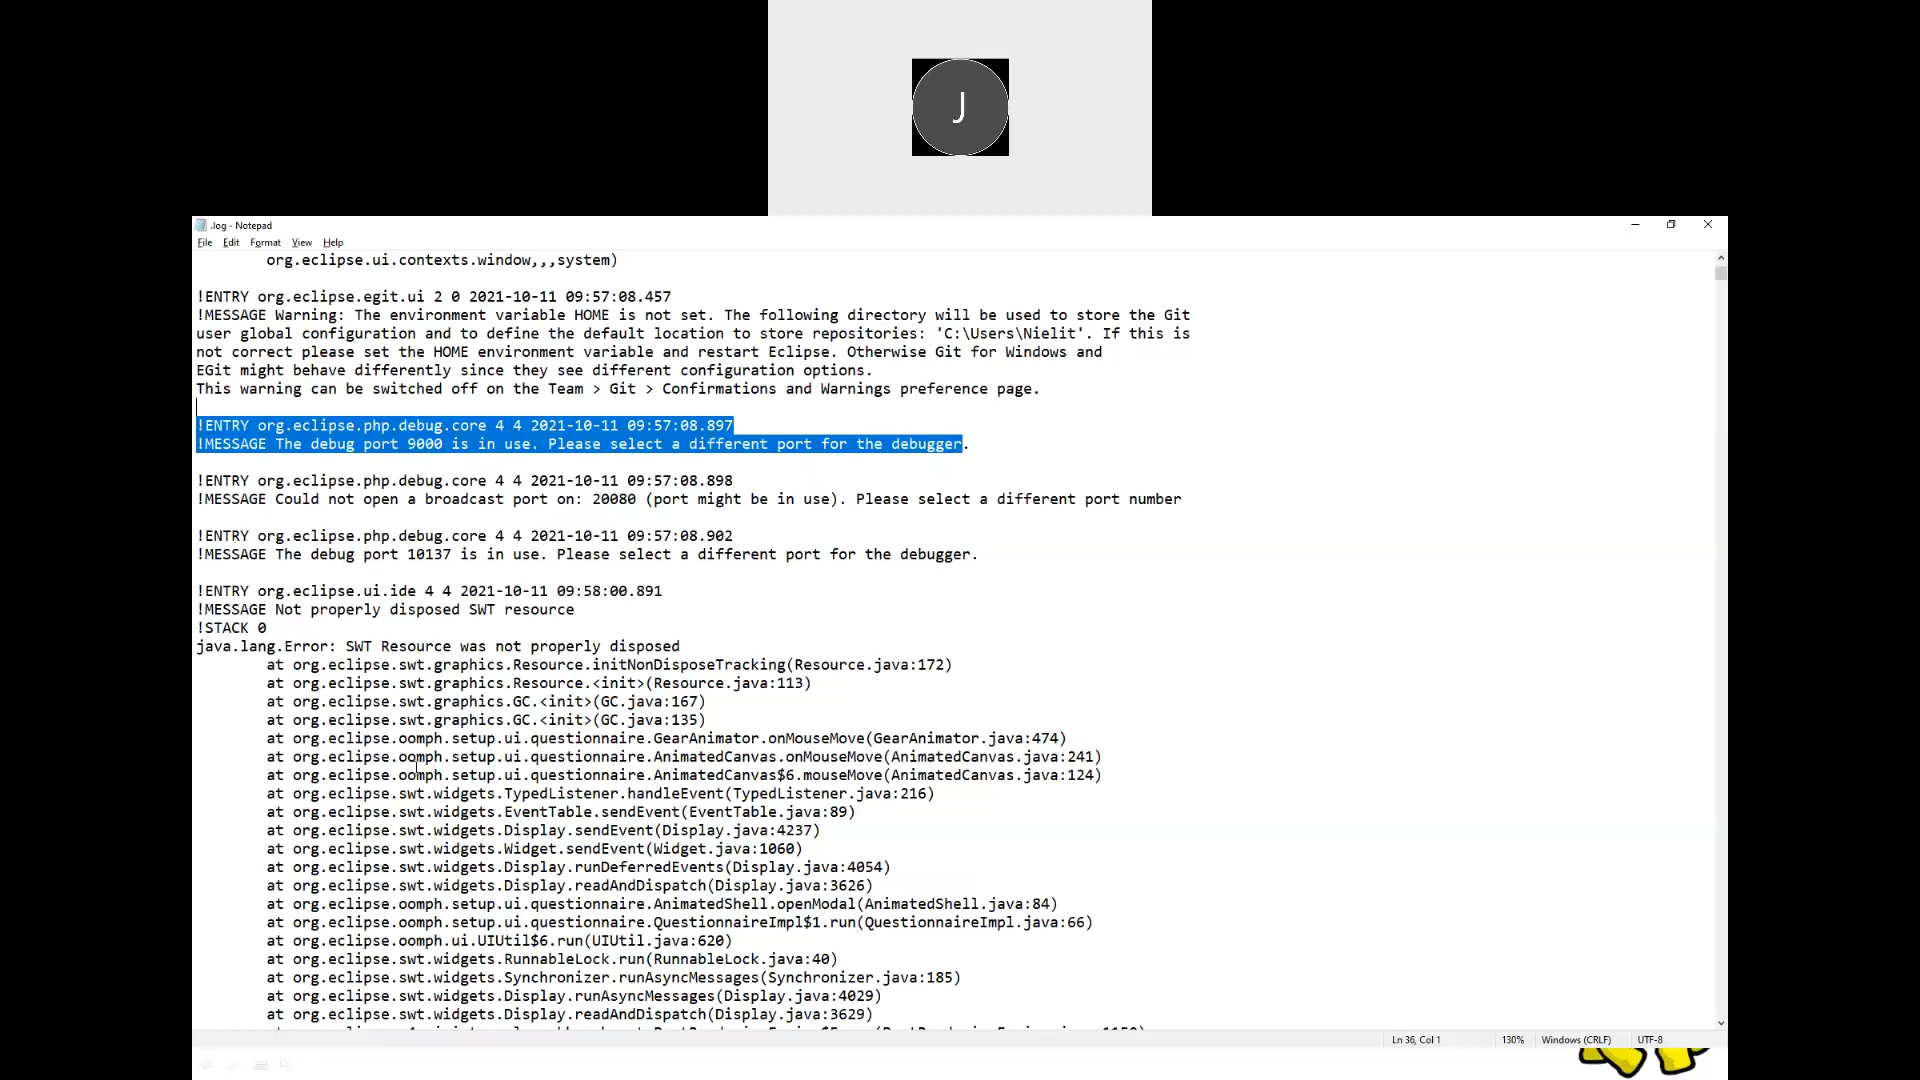 J
.log - Notepad
File Edit Format View Help
org.eclipse.ui.contexts.window,,,system)
!ENTRY org.eclipse.egit.ui 2 0 2021-10-11 09:57:08.457
!MESSAGE Warning: The environment variable HOME is not set. The following directory will be used to store the Git
user global configuration and to define the default location to store repositories: 'C:\Users\Nielit'. If this is
not correct please set the HOME environment variable and restart Eclipse. Otherwise Git for Windows and
EGit might behave differently since they see different configuration options.
This warning can be switched off on the Team > Git > Confirmations and Warnings preference page.
!ENTRY org.eclipse.php.debug.core 4 4 2021-10-11 09:57:08.897
!MESSAGE The debug port 9000 is in use. Please select a different port for the debugger.
!ENTRY org.eclipse.php.debug.core 4 4 2021-10-11 09:57:08.898
!MESSAGE Could not open a broadcast port on: 20080 (port might be in use). Please select a different port number
!ENTRY org.eclipse.php.debug.core 4 4 2021-10-11 09:57:08.902
!MESSAGE The debug port 10137 is in use. Please select a different port for the debugger.
!ENTRY org.eclipse.ui.ide 4 4 2021-10-11 09:58:00.891
!MESSAGE Not properly disposed SWT resource
!STACK 0
java.lang.Error: SWT Resource was not properly disposed
at org.eclipse.swt.graphics.Resource.initNonDisposeTracking(Resource.java:172)
at org.eclipse.swt.graphics.Resource.<init>(Resource.java:113)
at org.eclipse.swt.graphics.GC.<init>(GC.java:167)
at org.eclipse.swt.graphics.GC.<init>(GC.java:135)
at org.eclipse.oomph.setup.ui.questionnaire.GearAnimator.onMouseMove(GearAnimator.java:474)
at org.eclipse.oomph.setup.ui.questionnaire.AnimatedCanvas.onMouseMove(AnimatedCanvas.java:241)
at org.eclipse.oomph.setup.ui.questionnaire.AnimatedCanvas$6.mouseMove(AnimatedCanvas.java:124)
at org.eclipse.swt.widgets.TypedListener.handleEvent(TypedListener.java:216)
at org.eclipse.swt.widgets.EventTable.sendEvent(EventTable.java:89)
at org.eclipse.swt.widgets.Display.sendEvent(Display.java:4237)
at org.eclipse.swt.widgets.Widget.sendEvent(Widget.java:1060)
at org.eclipse.swt.widgets.Display.runDeferredEvents(Display.java:4054)
at org.eclipse.swt.widgets.Display.readAndDispatch(Display.java:3626)
at org.eclipse.oomph.setup.ui.questionnaire.AnimatedShell.openModal(AnimatedShell.java:84)
at org.eclipse.oomph.setup.ui.questionnaire.QuestionnaireImpl$1.run(QuestionnaireImpl.java:66)
at org.eclipse.oomph.ui.UIUtil$6.run(UIUtil.java:620)
at org.eclipse.swt.widgets.RunnableLock.run(RunnableLock.java:40)
at org.eclipse.swt.widgets.Synchronizer.runAsyncMessages(Synchronizer.java:185)
at org.eclipse.swt.widgets.Display.runAsyncMessages(Display.java:4029)
at org.eclipse.swt.widgets.Display.readAndDispatch(Display.java:3629)
Ln 36, Col 1 130% Windows (CRLF) UTF-8